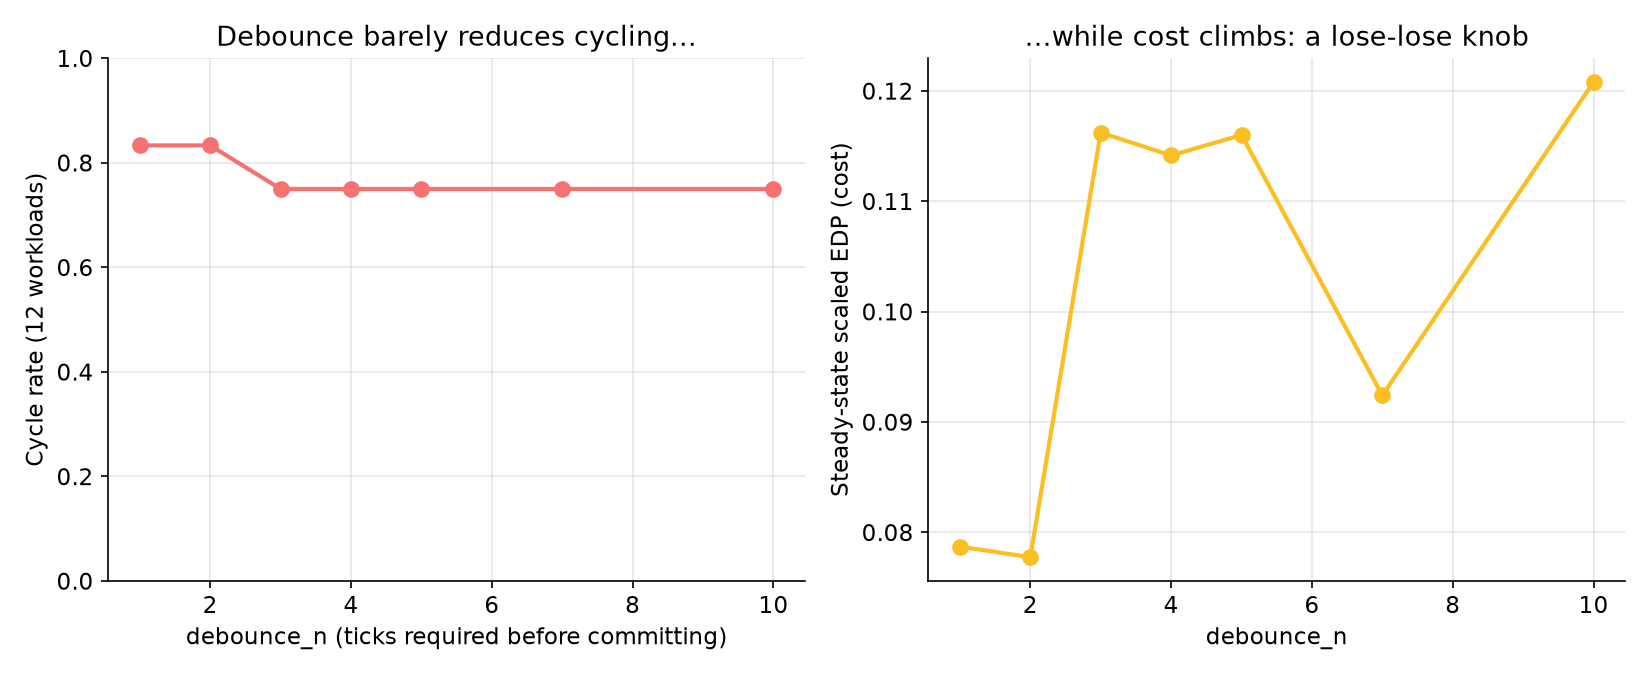 Debounce barely reduces cycling...
Cycle rate (12 workloads)
1.0
0.8
0.6
0.4
0.2
0.0
2 4 6 8 10
debounce_n (ticks required before committing)
...while cost climbs: a lose-lose knob
Steady-state scaled EDP (cost)
0.12
0.11
0.10
0.09
0.08
2 4 6 8 10
debounce_n